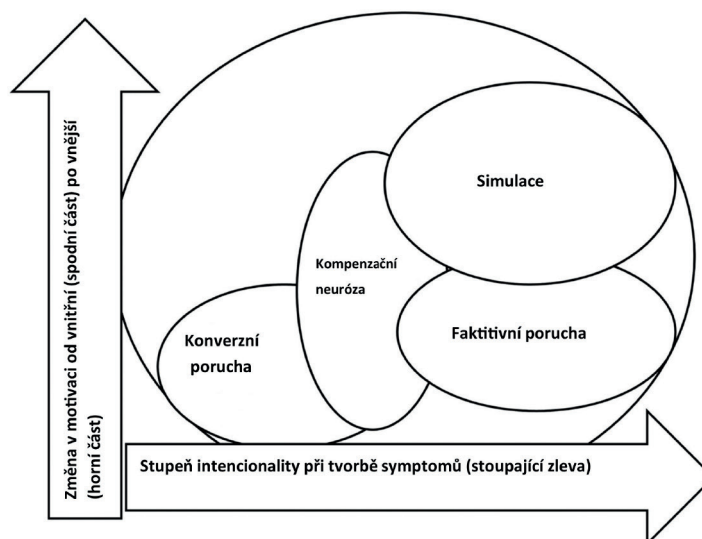 Změna v motivaci od vnitřní (spodní část) po vnější
(horní část)
Simulace
Kompenzační
neuróza
Konverzní
porucha
Faktitivní porucha
Stupeň intencionality při tvorbě symptomů (stoupající zleva)